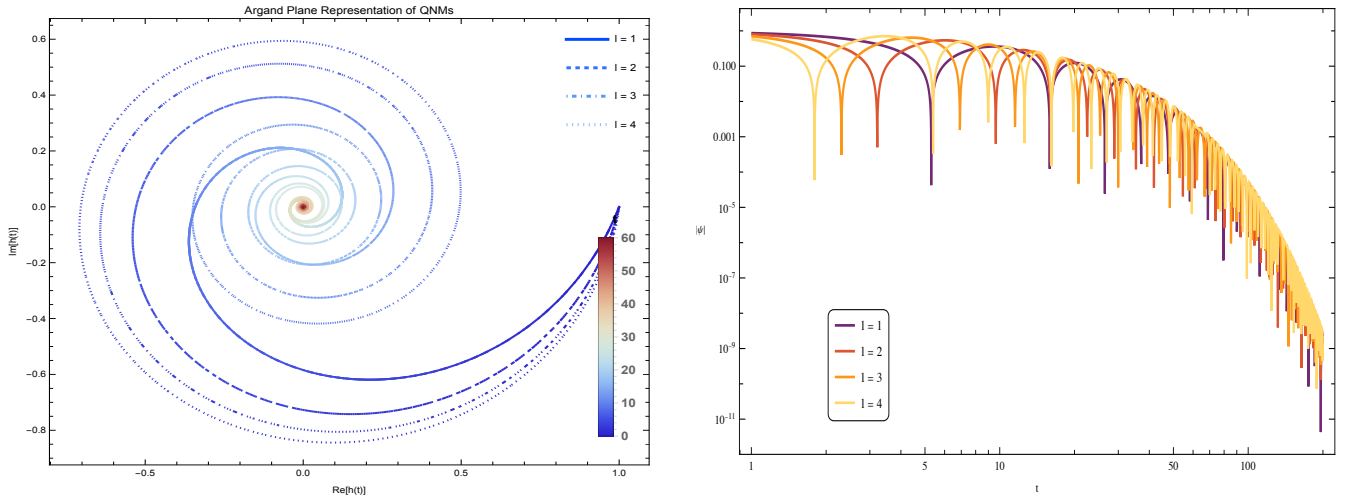 Argand Plane Representation of QNMs
l = 1
l = 2
l = 3
l = 4
0.6
0.4
0.2
0.0
−0.2
−0.4
−0.6
−0.8
Im[h(t)]
−0.5
0.0
0.5
1.0
Re[h(t)]
60
50
40
30
20
10
0
0.100
0.001
10⁻⁵
10⁻⁷
10⁻⁹
10⁻¹¹
|ψ|
l = 1
l = 2
l = 3
l = 4
1
5
10
50
100
t